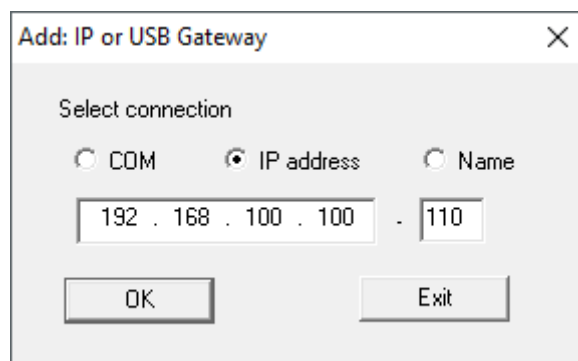 Add: IP or USB Gateway
Select connection
COM IP address Name
192 . 168 . 100 . 100 - 110
OK Exit